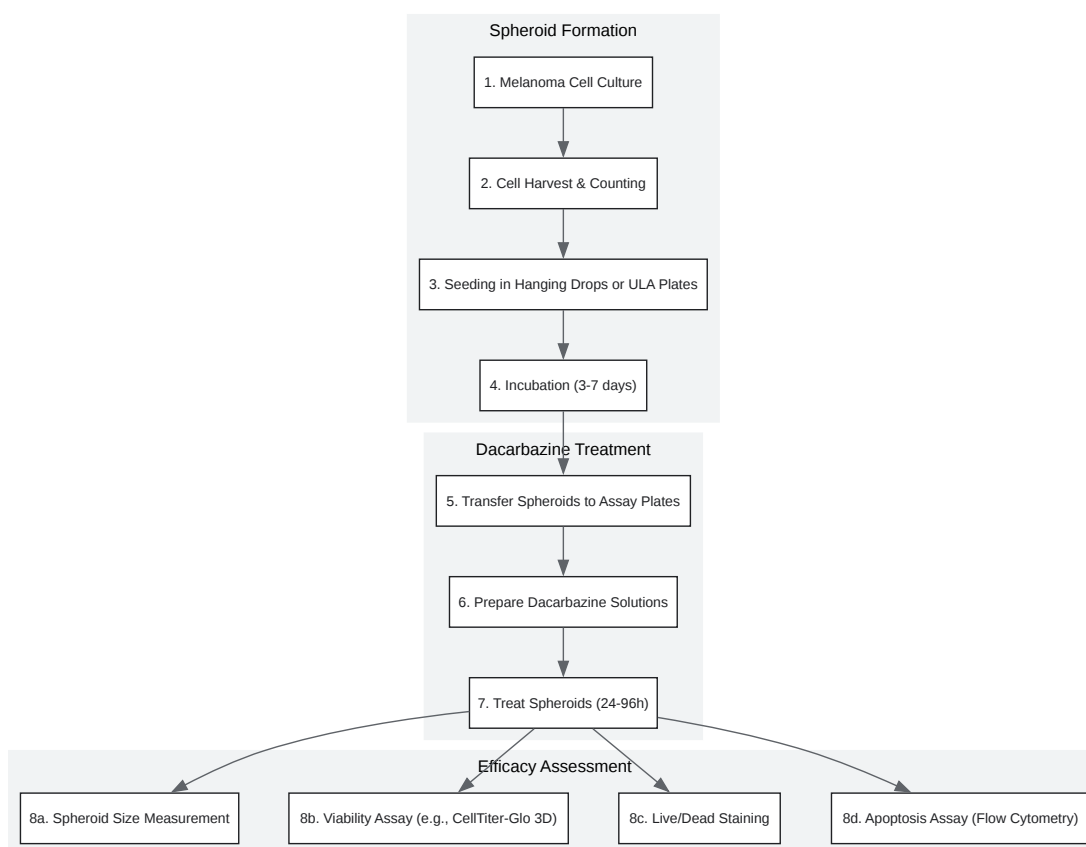 Spheroid Formation
1. Melanoma Cell Culture
2. Cell Harvest & Counting
3. Seeding in Hanging Drops or ULA Plates
4. Incubation (3-7 days)
Dacarbazine Treatment
5. Transfer Spheroids to Assay Plates
6. Prepare Dacarbazine Solutions
7. Treat Spheroids (24-96h)
Efficacy Assessment
8a. Spheroid Size Measurement
8b. Viability Assay (e.g., CellTiter-Glo 3D)
8c. Live/Dead Staining
8d. Apoptosis Assay (Flow Cytometry)